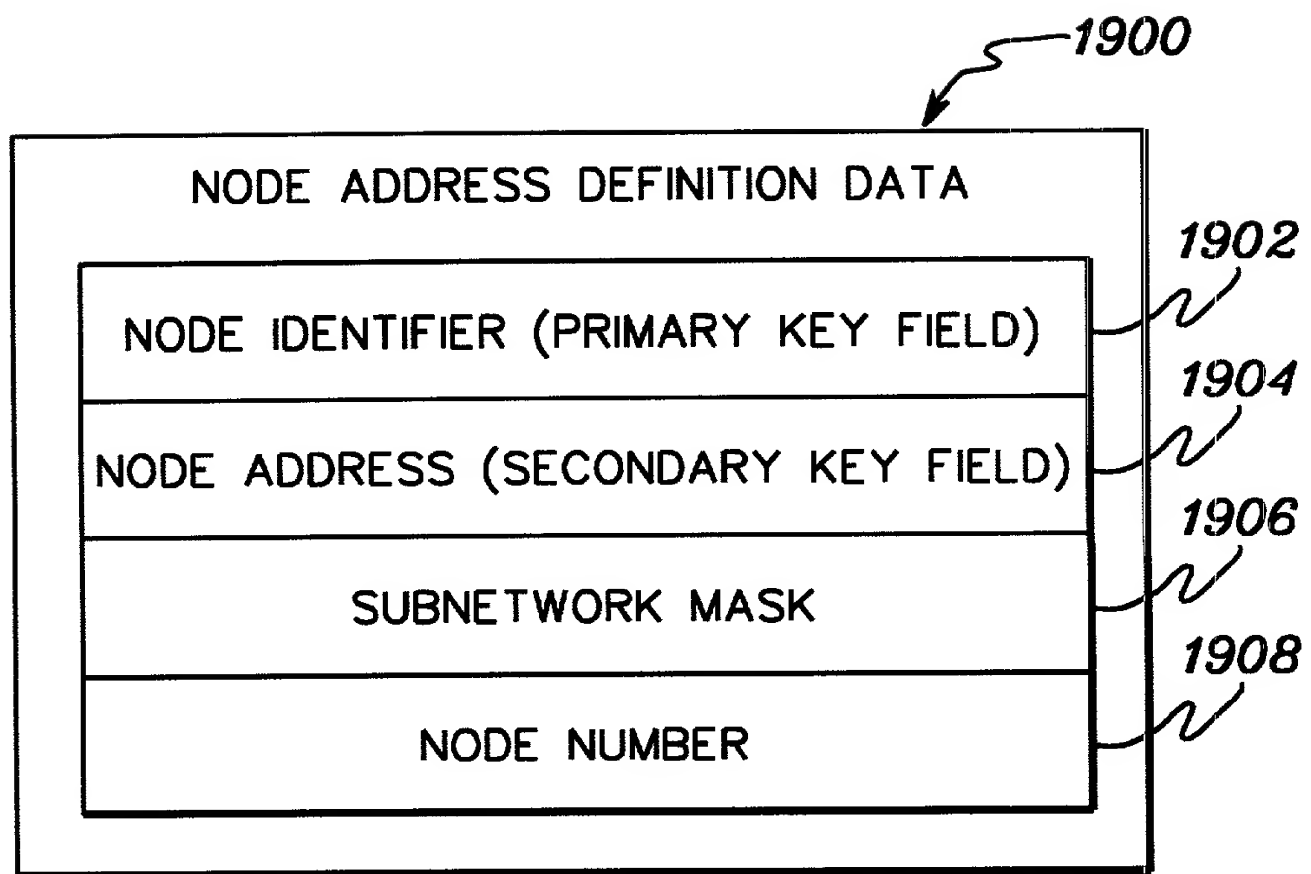 1900
NODE ADDRESS DEFINITION DATA
1902
NODE IDENTIFIER (PRIMARY KEY FIELD)
1904
NODE ADDRESS (SECONDARY KEY FIELD)
1906
SUBNETWORK MASK
1908
NODE NUMBER